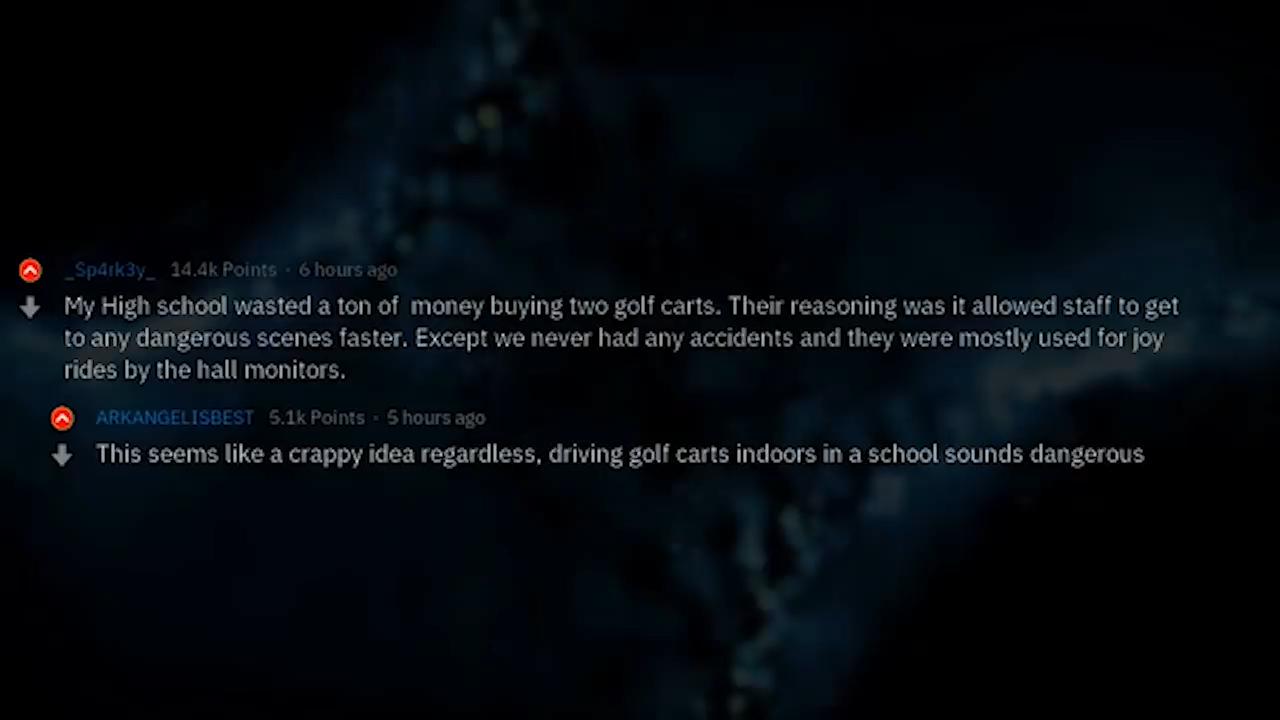 _Sp4rk3y_ 14.4k Points · 6 hours ago
My High school wasted a ton of  money buying two golf carts. Their reasoning was it allowed staff to get
to any dangerous scenes faster. Except we never had any accidents and they were mostly used for joy
rides by the hall monitors.
ARKANGELISBEST 5.1k Points · 5 hours ago
This seems like a crappy idea regardless, driving golf carts indoors in a school sounds dangerous